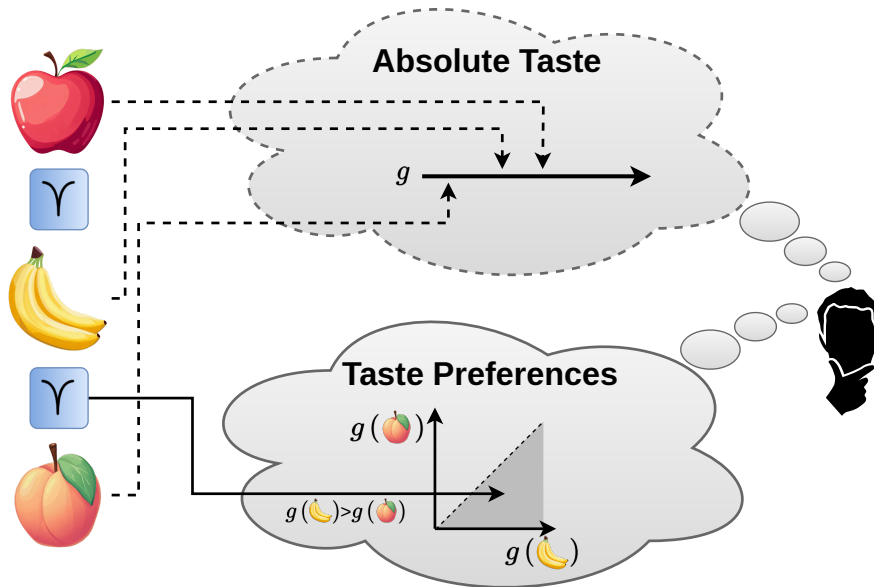 Absolute Taste
g
⋎
Taste Preferences
⋎
g(🍑)
g(🍌)>g(🍑)
g(🍌)